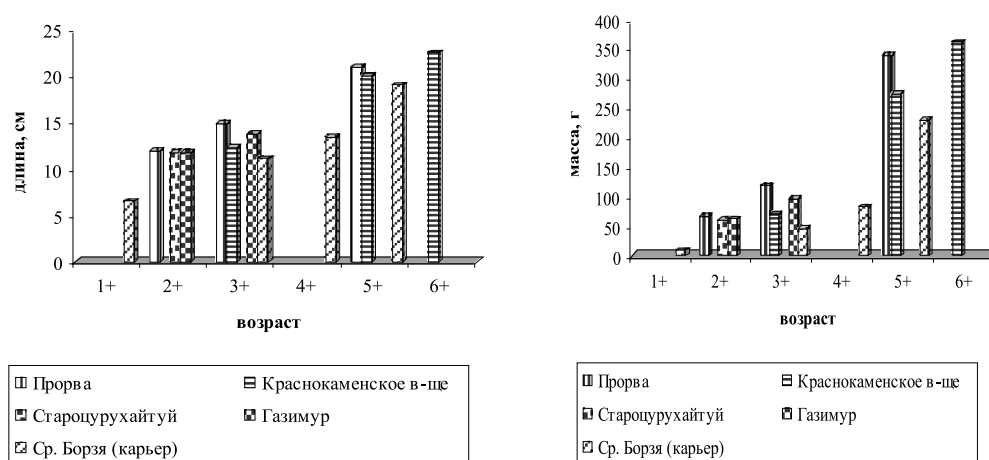 длина, см
25
20
15
10
5
0
1+ 2+ 3+ 4+ 5+ 6+
возраст
Прорва Краснокаменское в-ще
Староцурухайтуй Газимур
Ср. Борзя (карьер)
масса, г
400
350
300
250
200
150
100
50
0
1+ 2+ 3+ 4+ 5+ 6+
возраст
Прорва Краснокаменское в-ще
Староцурухайтуй Газимур
Ср. Борзя (карьер)